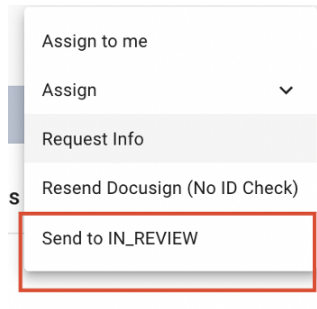 Assign to me
Assign
Request Info
S
Resend Docusign (No ID Check)
Send to IN_REVIEW